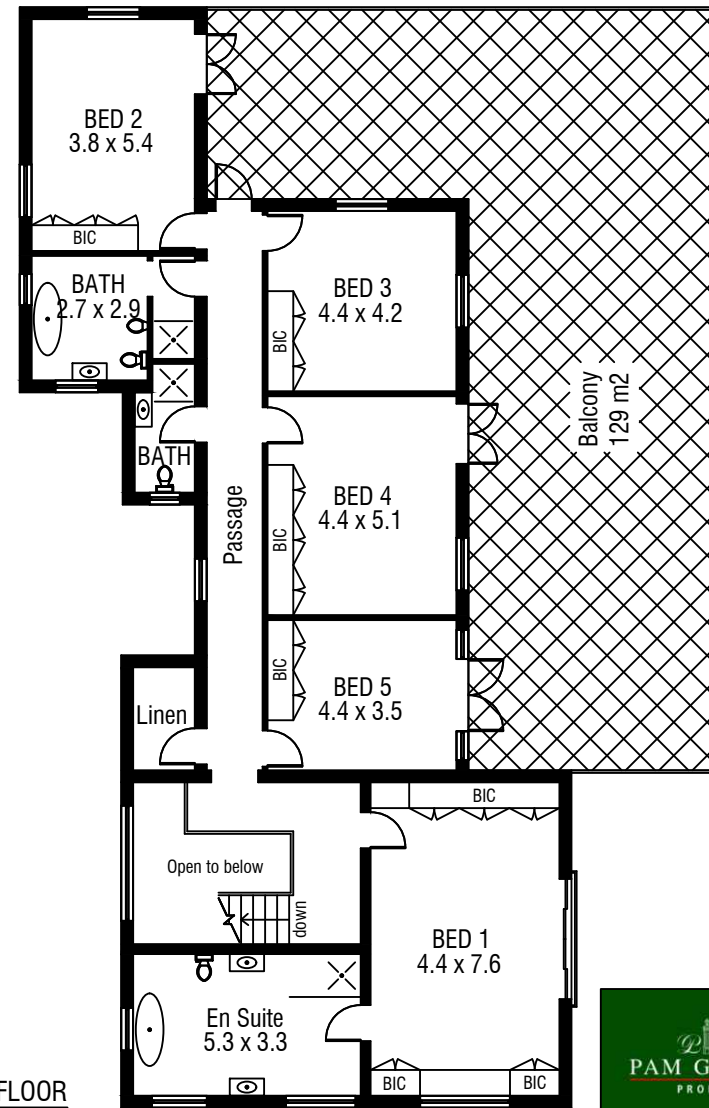 BED 2
3.8 x 5.4
BIC
BATH
2.7 x 2.9
BED 3
4.4 x 4.2
BIC
Balcony
129 m2
BATH
Passage
BED 4
4.4 x 5.1
BIC
BIC
BED 5
4.4 x 3.5
Linen
BIC
Open to below
down
BED 1
4.4 x 7.6
En Suite
5.3 x 3.3
BIC
BIC
FLOOR
PAM G
PRO